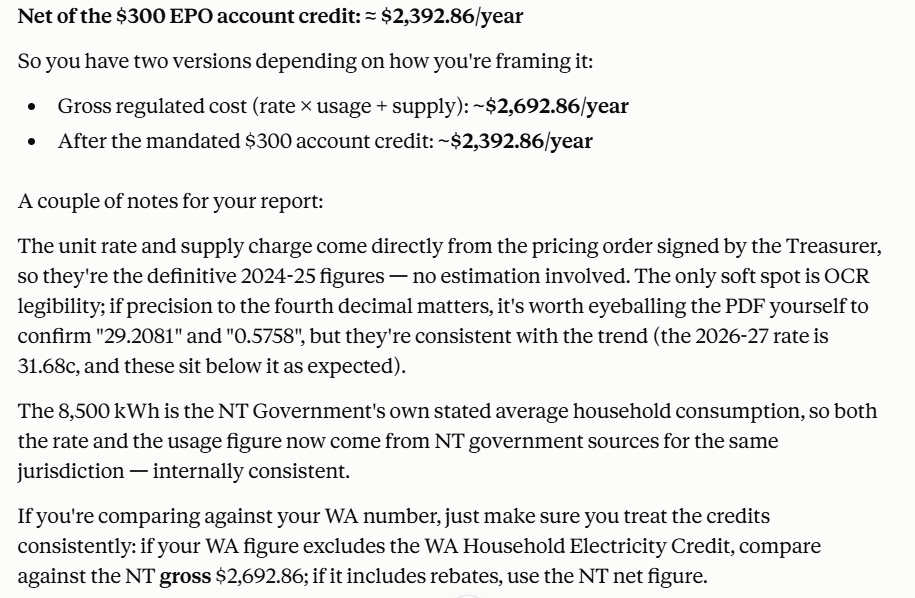 Net of the $300 EPO account credit: ≈ $2,392.86/year
So you have two versions depending on how you're framing it:
• Gross regulated cost (rate × usage + supply): ~$2,692.86/year
• After the mandated $300 account credit: ~$2,392.86/year
A couple of notes for your report:
The unit rate and supply charge come directly from the pricing order signed by the Treasurer,
so they're the definitive 2024-25 figures — no estimation involved. The only soft spot is OCR
legibility; if precision to the fourth decimal matters, it's worth eyeballing the PDF yourself to
confirm "29.2081" and "0.5758", but they're consistent with the trend (the 2026-27 rate is
31.68c, and these sit below it as expected).
The 8,500 kWh is the NT Government's own stated average household consumption, so both
the rate and the usage figure now come from NT government sources for the same
jurisdiction — internally consistent.
If you're comparing against your WA number, just make sure you treat the credits
consistently: if your WA figure excludes the WA Household Electricity Credit, compare
against the NT gross $2,692.86; if it includes rebates, use the NT net figure.